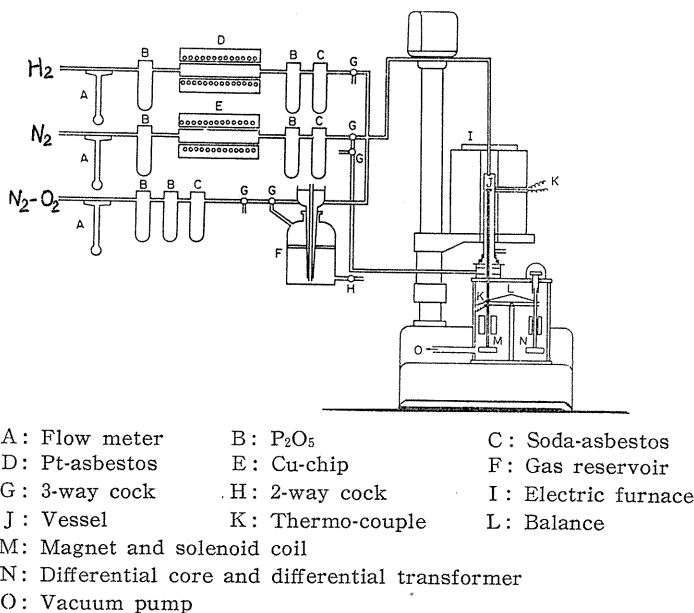 B D B C G
H2
A
B E B C G
N2
A
G
B B C G G
N2-O2
A
F
H
I
J K
K L
M N
O
A: Flow meter B: P2O5 C: Soda-asbestos
D: Pt-asbestos E: Cu-chip F: Gas reservoir
G: 3-way cock H: 2-way cock I: Electric furnace
J: Vessel K: Thermo-couple L: Balance
M: Magnet and solenoid coil
N: Differential core and differential transformer
O: Vacuum pump